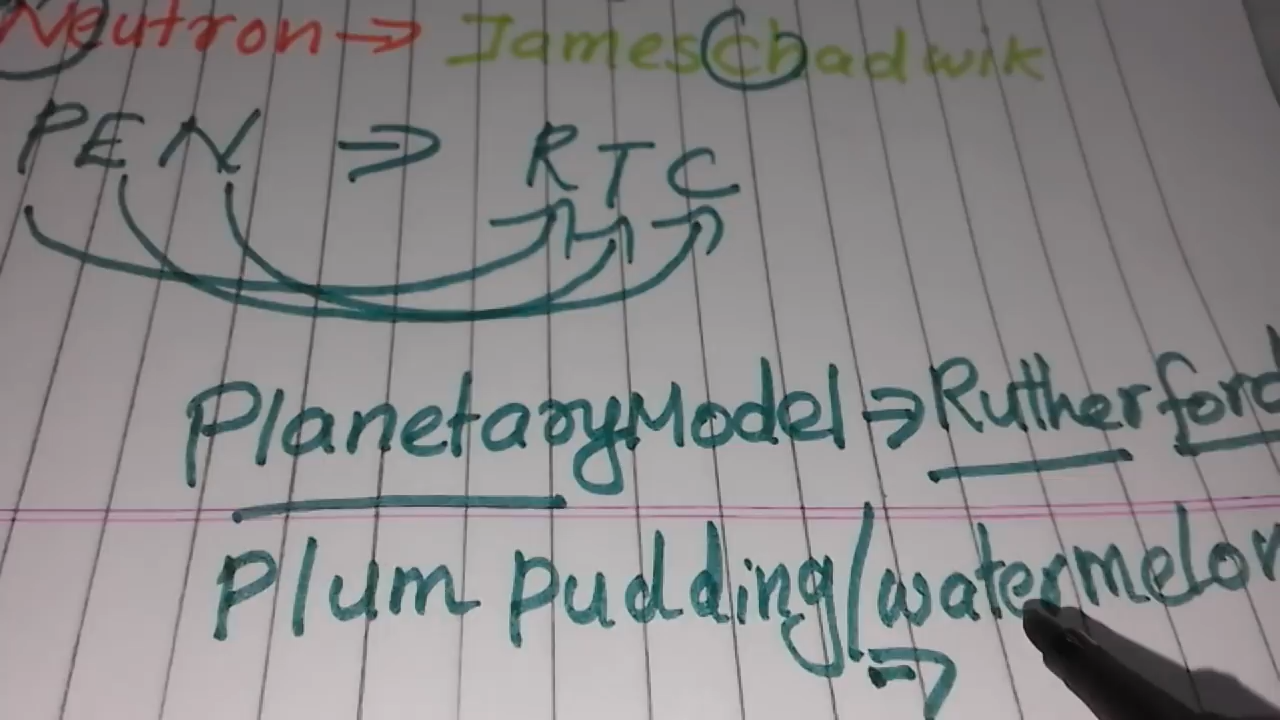 Neutron → James Chadwik
PEN ⇒ RTC
Planetary Model ⇒ Rutherford
Plum pudding/watermelon
⇒